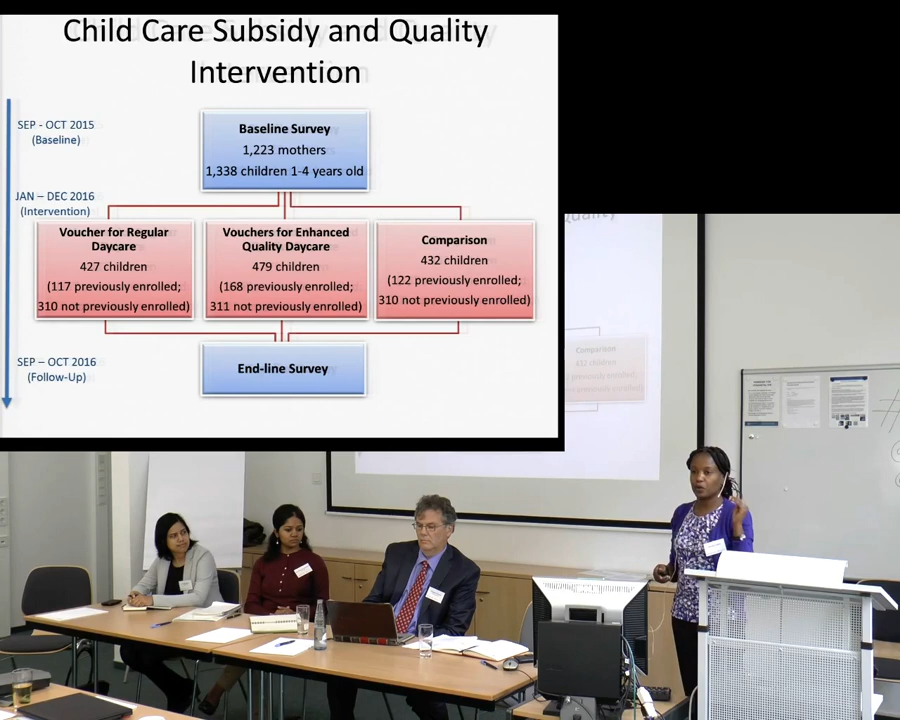 Child Care Subsidy and Quality
Intervention
SEP - OCT 2015
(Baseline)
Baseline Survey
1,223 mothers
1,338 children 1-4 years old
JAN – DEC 2016
(Intervention)
Voucher for Regular
Daycare
427 children
(117 previously enrolled;
310 not previously enrolled)
Vouchers for Enhanced
Quality Daycare
479 children
(168 previously enrolled;
311 not previously enrolled)
Comparison
432 children
(122 previously enrolled;
310 not previously enrolled)
SEP – OCT 2016
(Follow-Up)
End-line Survey
Comparison
432 children